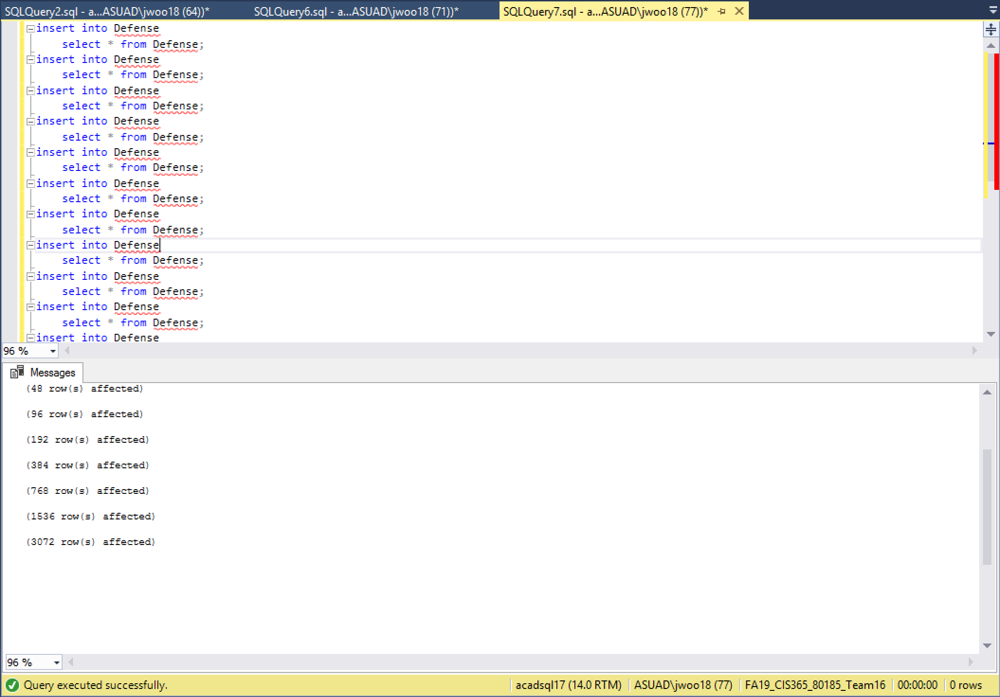 SQLQuery2.sql - a...ASUAD\jwoo18 (64))* SQLQuery6.sql - a...ASUAD\jwoo18 (71))* SQLQuery7.sql - a...ASUAD\jwoo18 (77))*
insert into Defense
select * from Defense;
insert into Defense
select * from Defense;
insert into Defense
select * from Defense;
insert into Defense
select * from Defense;
insert into Defense
select * from Defense;
insert into Defense
select * from Defense;
insert into Defense
select * from Defense;
insert into Defense
select * from Defense;
insert into Defense
select * from Defense;
insert into Defense
select * from Defense;
insert into Defense
96 %
Messages
(48 row(s) affected)
(96 row(s) affected)
(192 row(s) affected)
(384 row(s) affected)
(768 row(s) affected)
(1536 row(s) affected)
(3072 row(s) affected)
96 %
Query executed successfully. acadsql17 (14.0 RTM) ASUAD\jwoo18 (77) FA19_CIS365_80185_Team16 00:00:00 0 rows